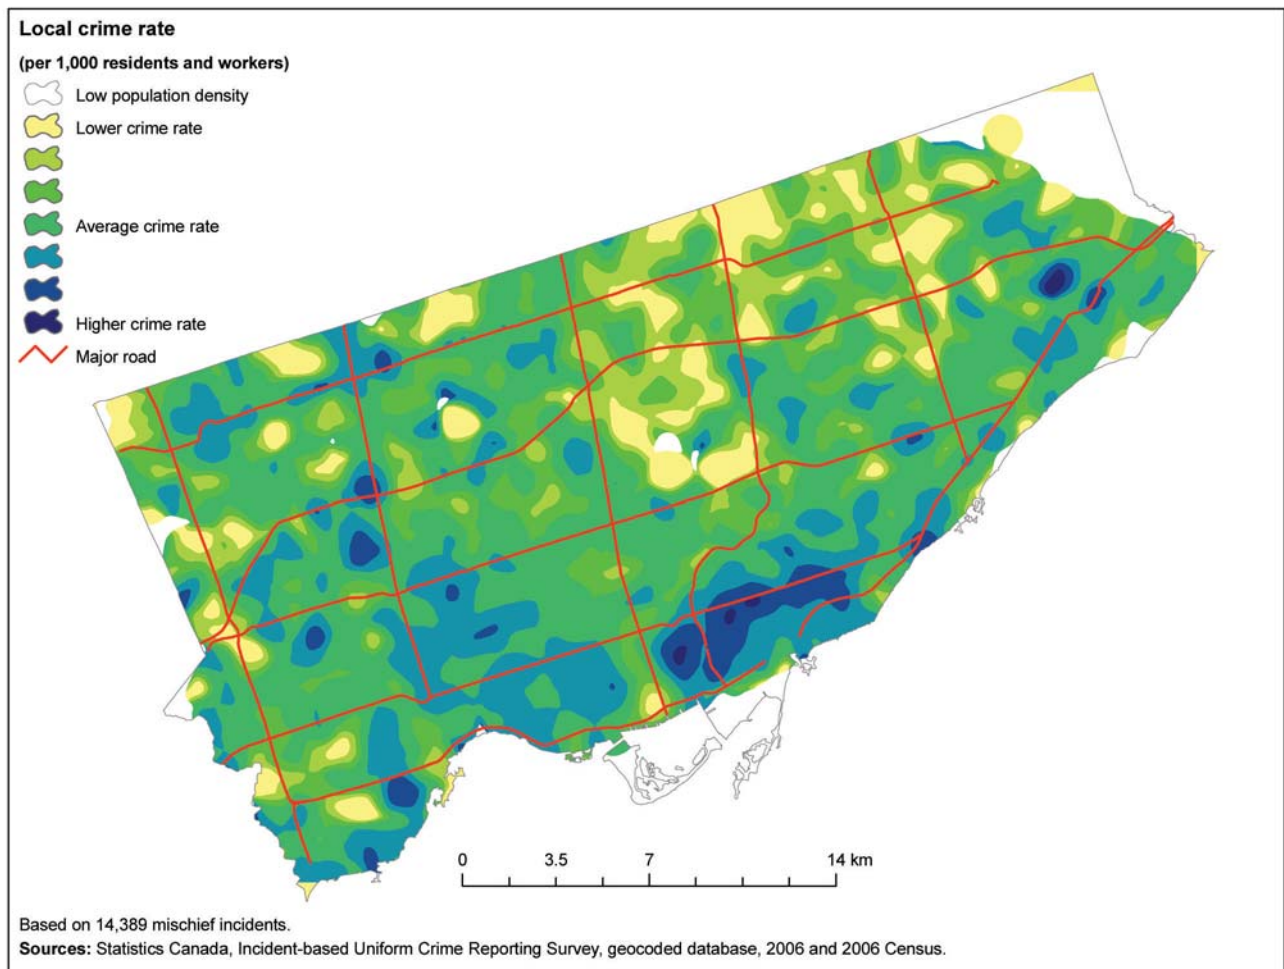 Local crime rate
(per 1,000 residents and workers)
Low population density
Lower crime rate
Average crime rate
Higher crime rate
Major road
0 3.5 7 14 km
Based on 14,389 mischief incidents.
Sources: Statistics Canada, Incident-based Uniform Crime Reporting Survey, geocoded database, 2006 and 2006 Census.